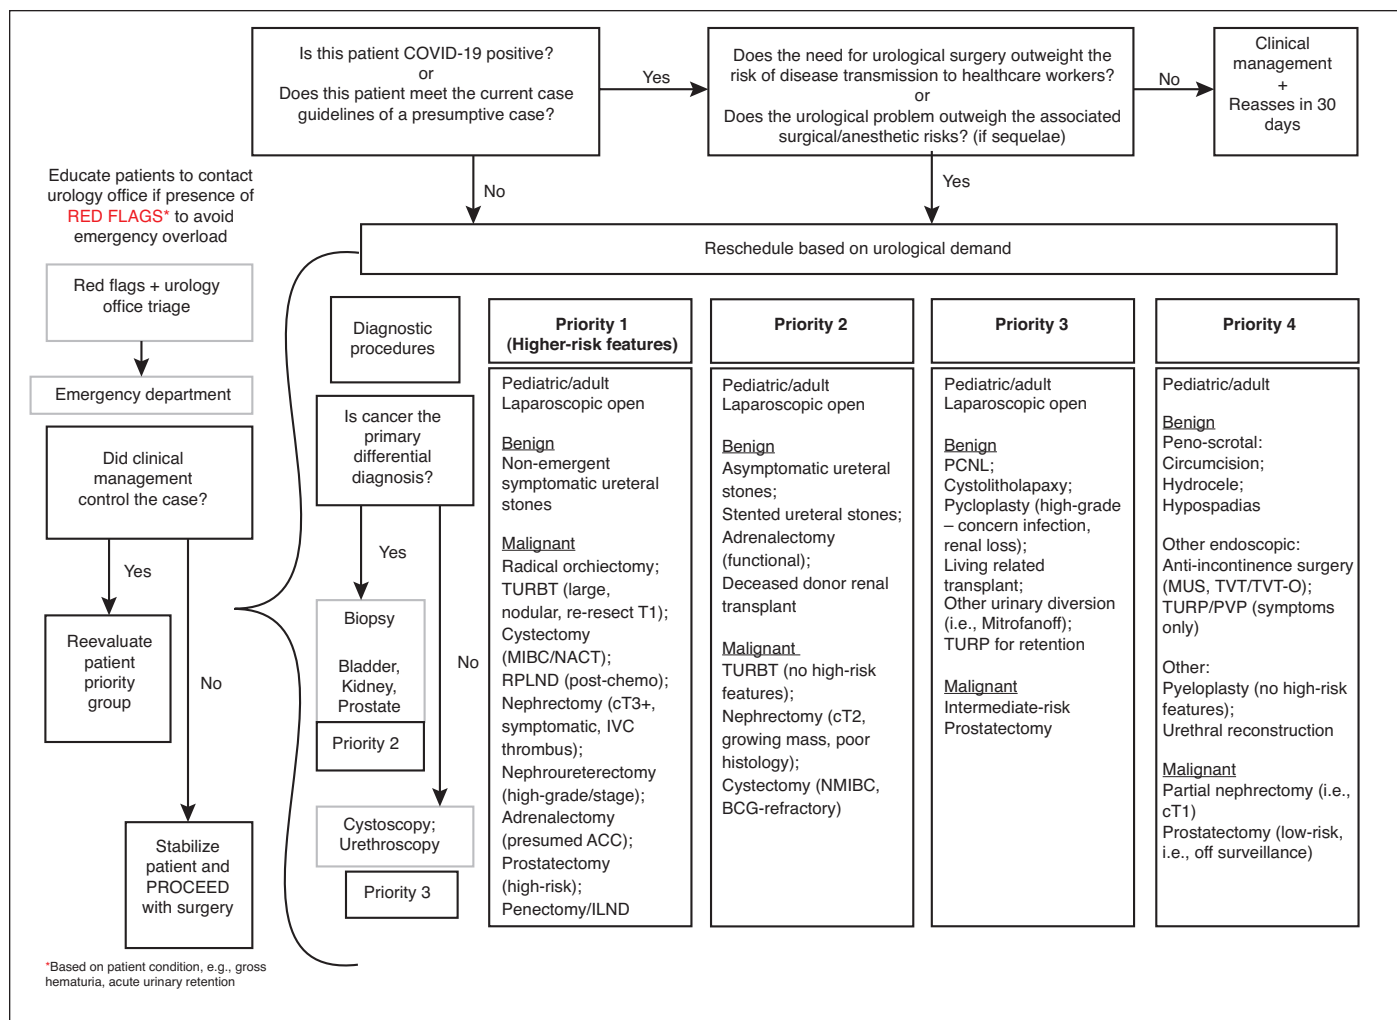 Is this patient COVID-19 positive?
or
Does this patient meet the current case
guidelines of a presumptive case?
Yes
No
Does the need for urological surgery outweight the
risk of disease transmission to healthcare workers?
or
Does the urological problem outweigh the associated
surgical/anesthetic risks? (if sequelae)
No
Yes
Clinical
management
+
Reasses in 30
days
Educate patients to contact
urology office if presence of
RED FLAGS* to avoid
emergency overload
Red flags + urology
office triage
Emergency department
Did clinical
management
control the case?
Yes
No
Reevaluate
patient
priority
group
Stabilize
patient and
PROCEED
with surgery
*Based on patient condition, e.g., gross
hematuria, acute urinary retention
Reschedule based on urological demand
Diagnostic
procedures
Is cancer the
primary
differential
diagnosis?
Yes
No
Biopsy
Bladder,
Kidney,
Prostate
Priority 2
Cystoscopy;
Urethroscopy
Priority 3
Priority 1
(Higher-risk features)
Pediatric/adult
Laparoscopic open
Benign
Non-emergent
symptomatic ureteral
stones
Malignant
Radical orchiectomy;
TURBT (large,
nodular, re-resect T1);
Cystectomy
(MIBC/NACT);
RPLND (post-chemo);
Nephrectomy (cT3+,
symptomatic, IVC
thrombus);
Nephroureterectomy
(high-grade/stage);
Adrenalectomy
(presumed ACC);
Prostatectomy
(high-risk);
Penectomy/ILND
Priority 2
Pediatric/adult
Laparoscopic open
Benign
Asymptomatic ureteral
stones;
Stented ureteral stones;
Adrenalectomy
(functional);
Deceased donor renal
transplant
Malignant
TURBT (no high-risk
features);
Nephrectomy (cT2,
growing mass, poor
histology);
Cystectomy (NMIBC,
BCG-refractory)
Priority 3
Pediatric/adult
Laparoscopic open
Benign
PCNL;
Cystolitholapaxy;
Pycloplasty (high-grade
– concern infection,
renal loss);
Living related
transplant;
Other urinary diversion
(i.e., Mitrofanoff);
TURP for retention
Malignant
Intermediate-risk
Prostatectomy
Priority 4
Pediatric/adult
Benign
Peno-scrotal:
Circumcision;
Hydrocele;
Hypospadias
Other endoscopic:
Anti-incontinence surgery
(MUS, TVT/TVT-O);
TURP/PVP (symptoms
only)
Other:
Pyeloplasty (no high-risk
features);
Urethral reconstruction
Malignant
Partial nephrectomy (i.e.,
cT1)
Prostatectomy (low-risk,
i.e., off surveillance)